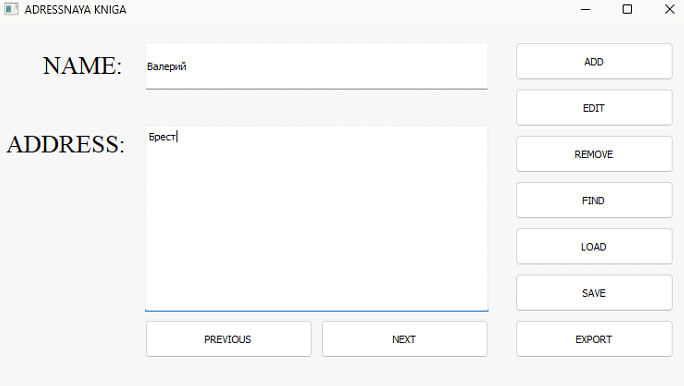 ADRESSNAYA KNIGA
NAME:
Валерий
ADDRESS:
Брест
ADD
EDIT
REMOVE
FIND
LOAD
SAVE
PREVIOUS
NEXT
EXPORT